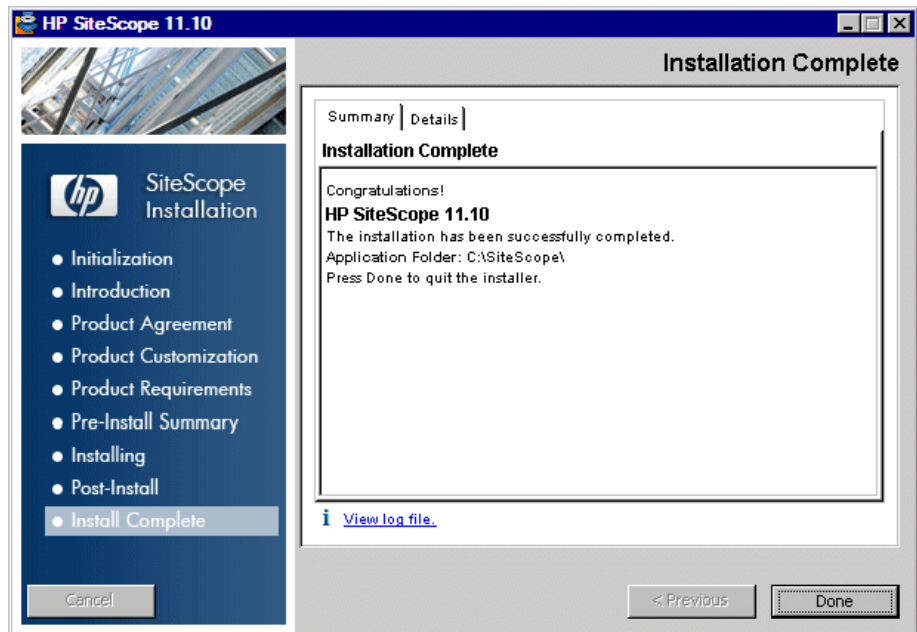 HP SiteScope 11.10
Installation Complete
hp
SiteScope
Installation
Initialization
Introduction
Product Agreement
Product Customization
Product Requirements
Pre-Install Summary
Installing
Post-Install
Install Complete
Summary
Details
Installation Complete
Congratulations!
HP SiteScope 11.10
The installation has been successfully completed.
Application Folder: C:\SiteScope\
Press Done to quit the installer.
i View log file.
Cancel
< Previous
Done